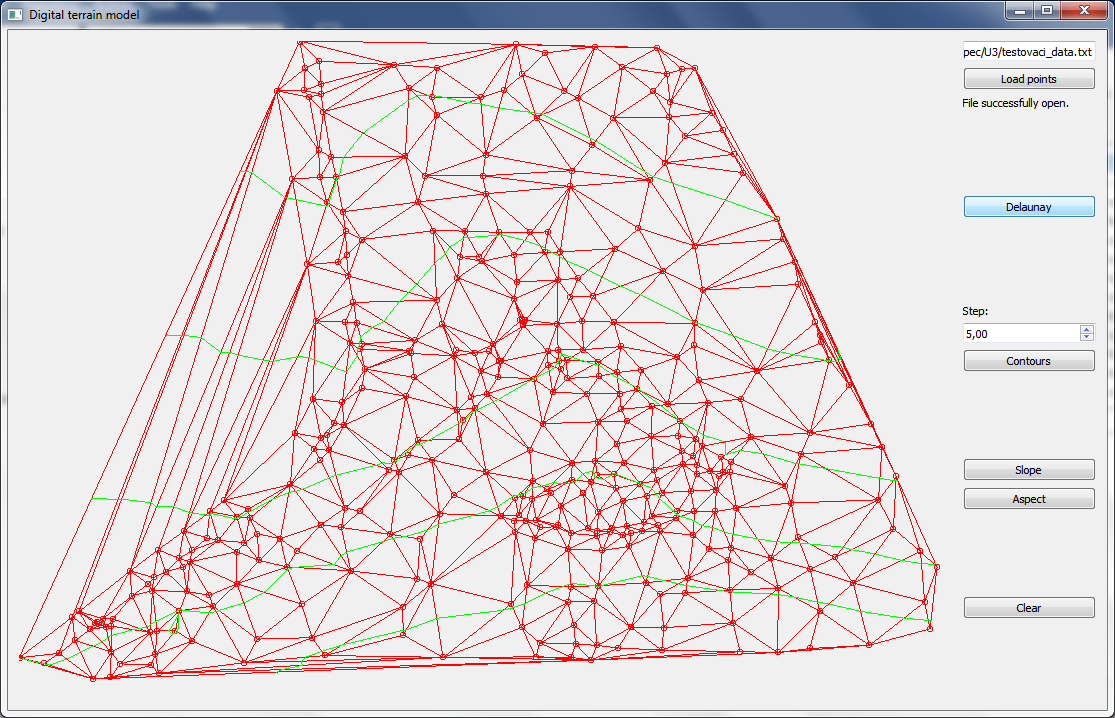 Digital terrain model
pec/U3/testovaci_data.txt
Load points
File successfully open.
Delaunay
Step:
5,00
Contours
Slope
Aspect
Clear